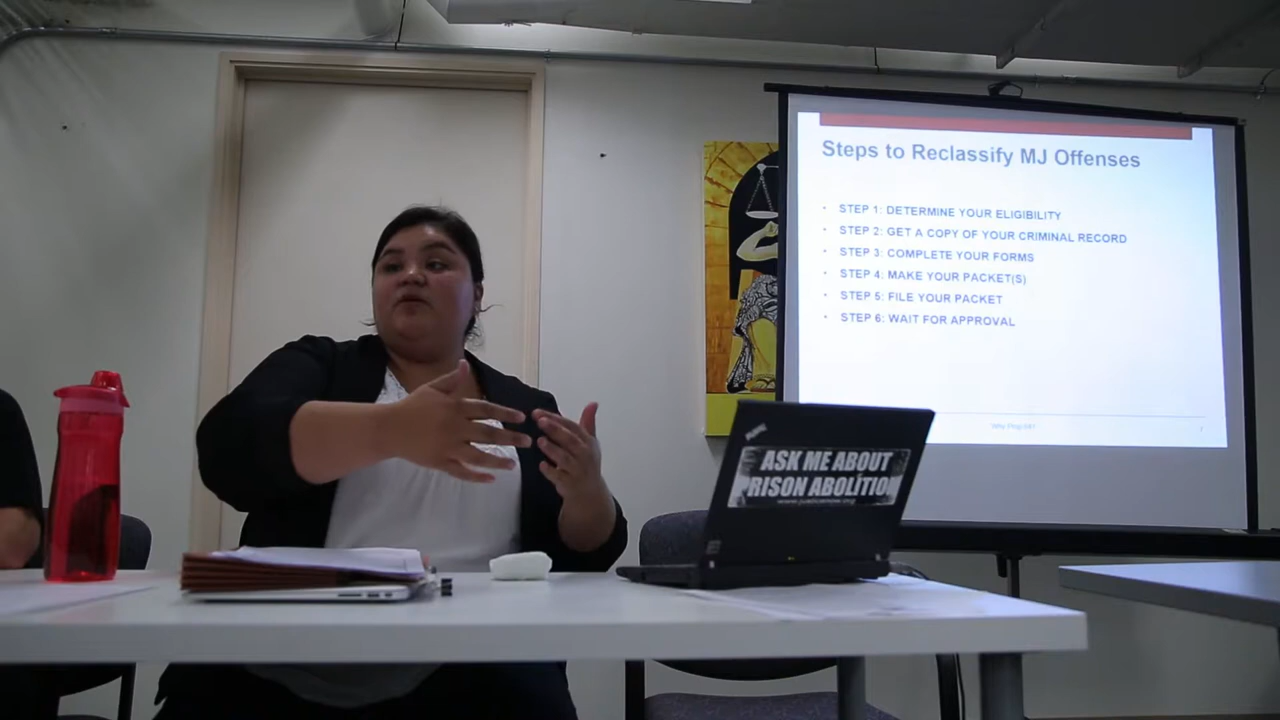 Steps to Reclassify MJ Offenses
• STEP 1: DETERMINE YOUR ELIGIBILITY
• STEP 2: GET A COPY OF YOUR CRIMINAL RECORD
• STEP 3: COMPLETE YOUR FORMS
• STEP 4: MAKE YOUR PACKET(S)
• STEP 5: FILE YOUR PACKET
• STEP 6: WAIT FOR APPROVAL
ASK ME ABOUT
RISON ABOLITION